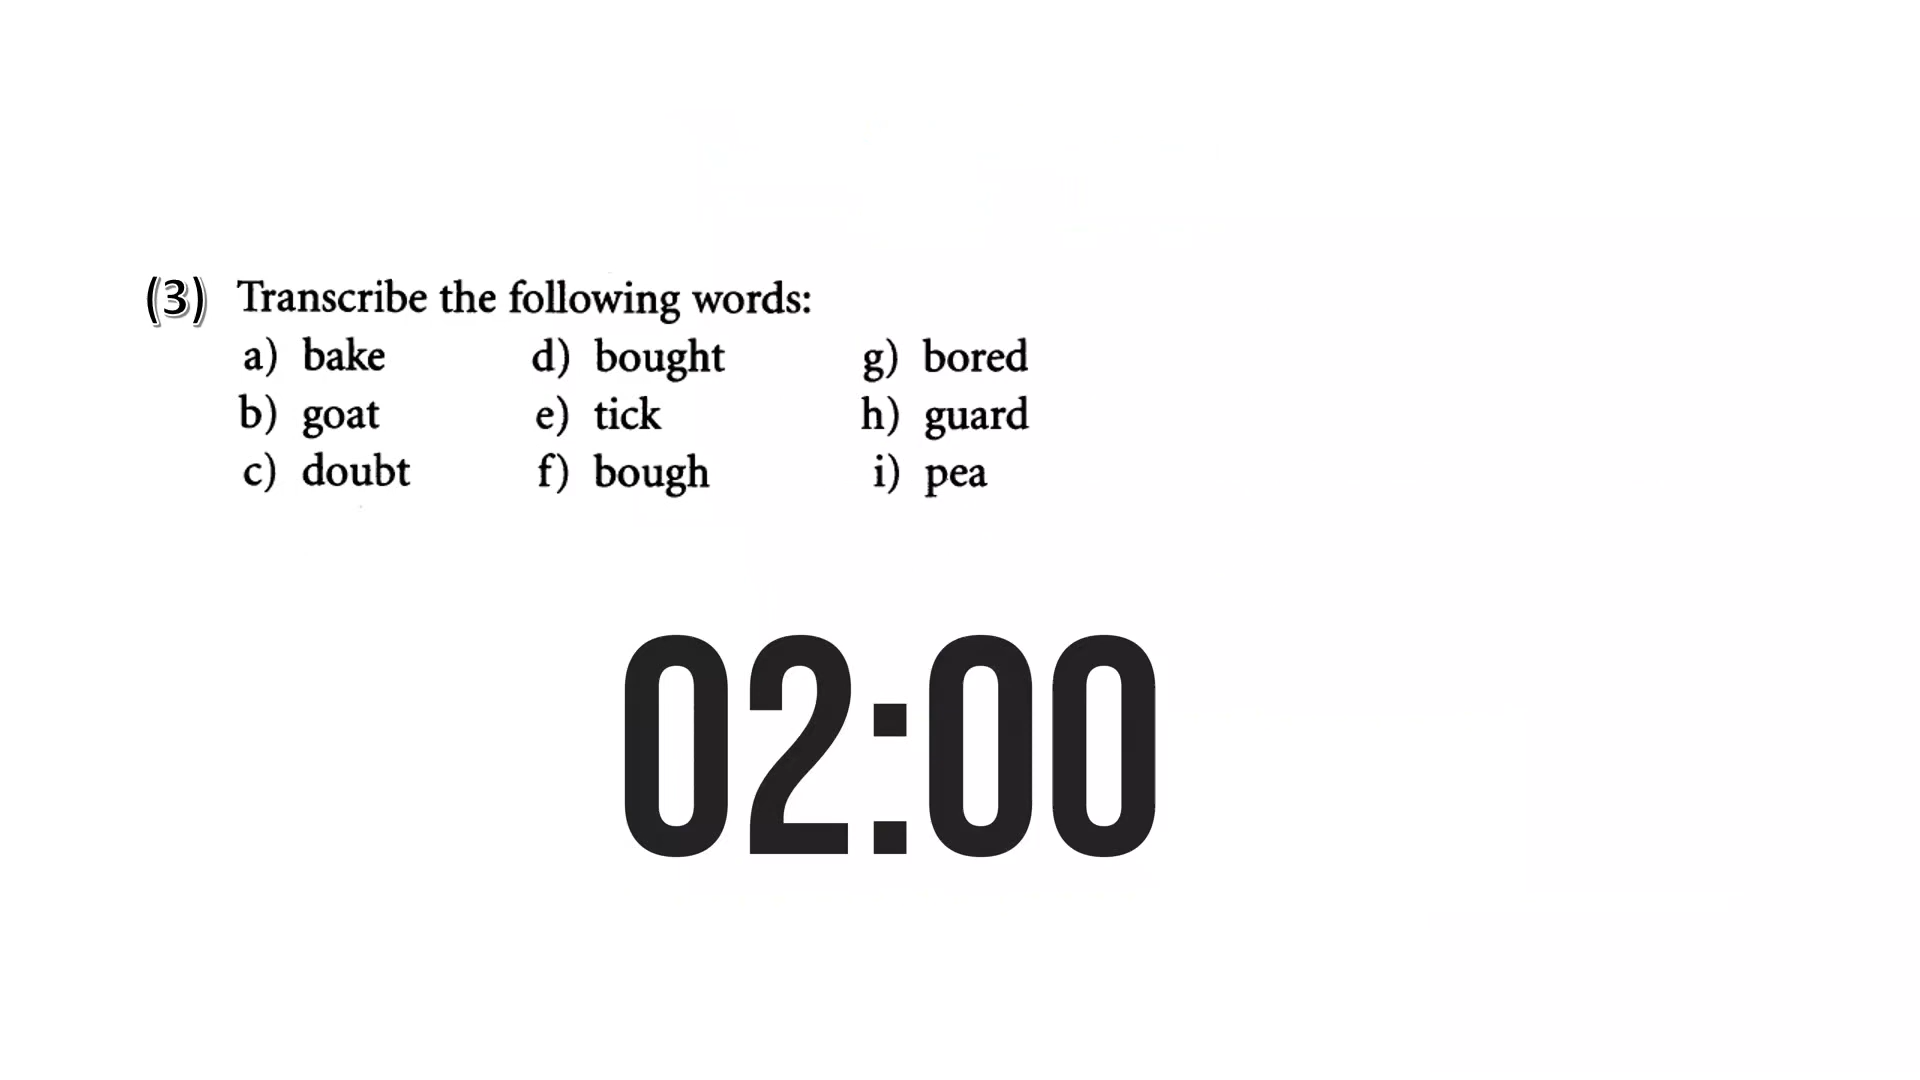 (3) Transcribe the following words:
a) bake d) bought g) bored
b) goat e) tick h) guard
c) doubt f) bough i) pea
02:00